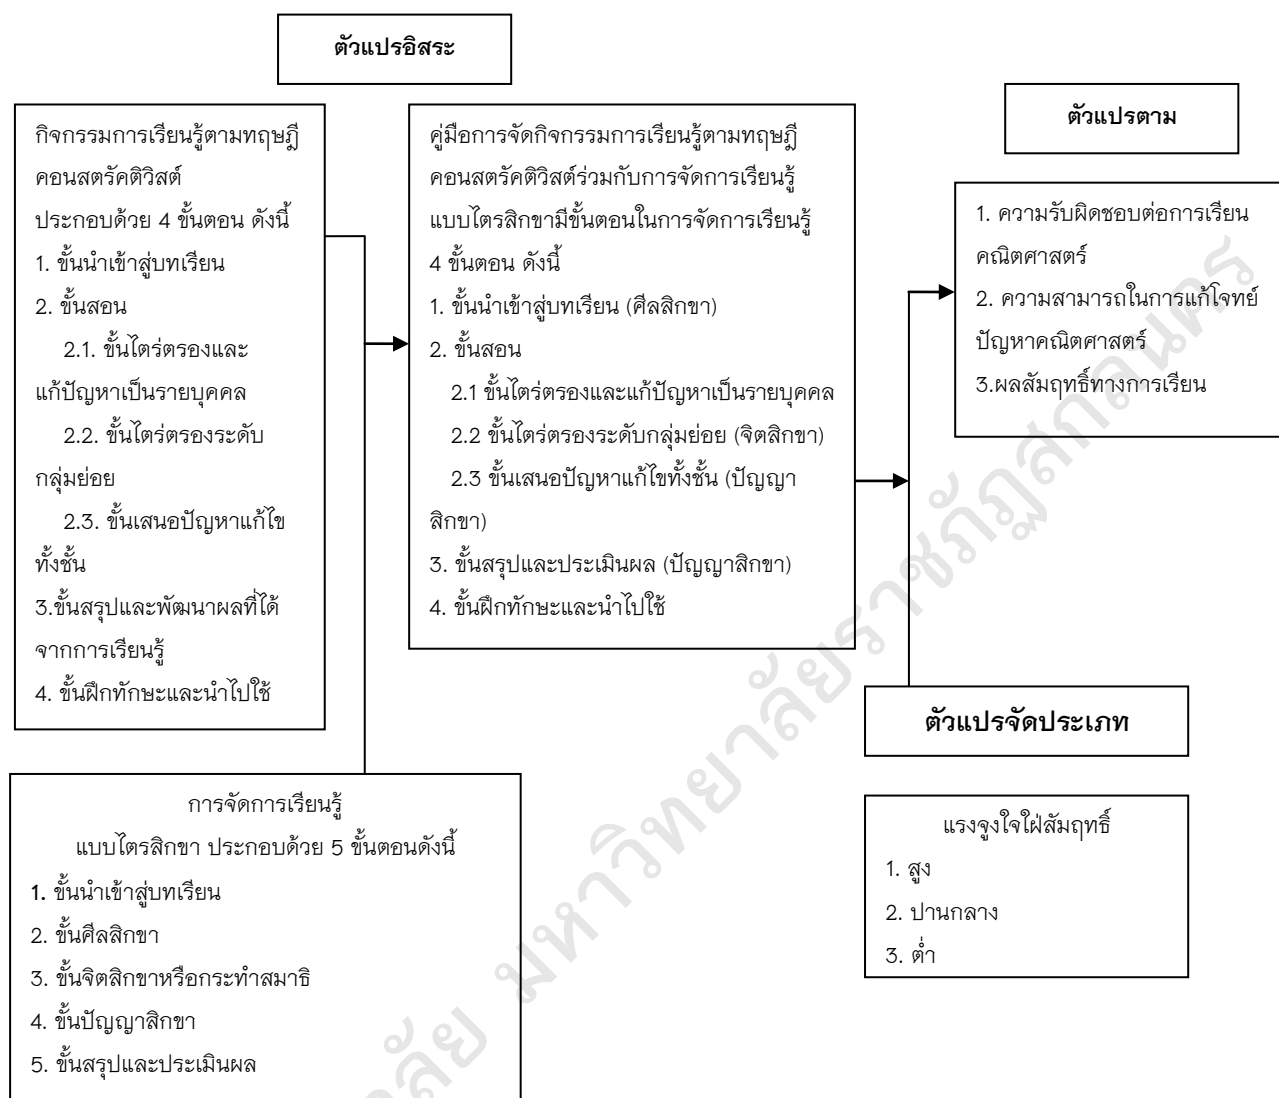 ตัวแปรอิสระ
กิจกรรมการเรียนรู้ตามทฤษฎี
คอนสตรัคติวิสต์
ประกอบด้วย 4 ขั้นตอน ดังนี้
1. ขั้นนำเข้าสู่บทเรียน
2. ขั้นสอน
2.1. ขั้นไตร่ตรองและ
แก้ปัญหาเป็นรายบุคคล
2.2. ขั้นไตร่ตรองระดับ
กลุ่มย่อย
2.3. ขั้นเสนอปัญหาแก้ไข
ทั้งชั้น
3.ขั้นสรุปและพัฒนาผลที่ได้
จากการเรียนรู้
4. ขั้นฝึกทักษะและนำไปใช้
คู่มือการจัดกิจกรรมการเรียนรู้ตามทฤษฎี
คอนสตรัคติวิสต์ร่วมกับการจัดการเรียนรู้
แบบไตรสิกขามีขั้นตอนในการจัดการเรียนรู้
4 ขั้นตอน ดังนี้
1. ขั้นนำเข้าสู่บทเรียน (ศีลสิกขา)
2. ขั้นสอน
2.1 ขั้นไตร่ตรองและแก้ปัญหาเป็นรายบุคคล
2.2 ขั้นไตร่ตรองระดับกลุ่มย่อย (จิตสิกขา)
2.3 ขั้นเสนอปัญหาแก้ไขทั้งชั้น (ปัญญา
สิกขา)
3. ขั้นสรุปและประเมินผล (ปัญญาสิกขา)
4. ขั้นฝึกทักษะและนำไปใช้
ตัวแปรตาม
1. ความรับผิดชอบต่อการเรียน
คณิตศาสตร์
2. ความสามารถในการแก้โจทย์
ปัญหาคณิตศาสตร์
3.ผลสัมฤทธิ์ทางการเรียน
ตัวแปรจัดประเภท
แรงจูงใจใฝ่สัมฤทธิ์
1. สูง
2. ปานกลาง
3. ต่ำ
การจัดการเรียนรู้
แบบไตรสิกขา ประกอบด้วย 5 ขั้นตอนดังนี้
1. ขั้นนำเข้าสู่บทเรียน
2. ขั้นศีลสิกขา
3. ขั้นจิตสิกขาหรือกระทำสมาธิ
4. ขั้นปัญญาสิกขา
5. ขั้นสรุปและประเมินผล
มหาวิทยาลัยราชภัฏสกลนคร